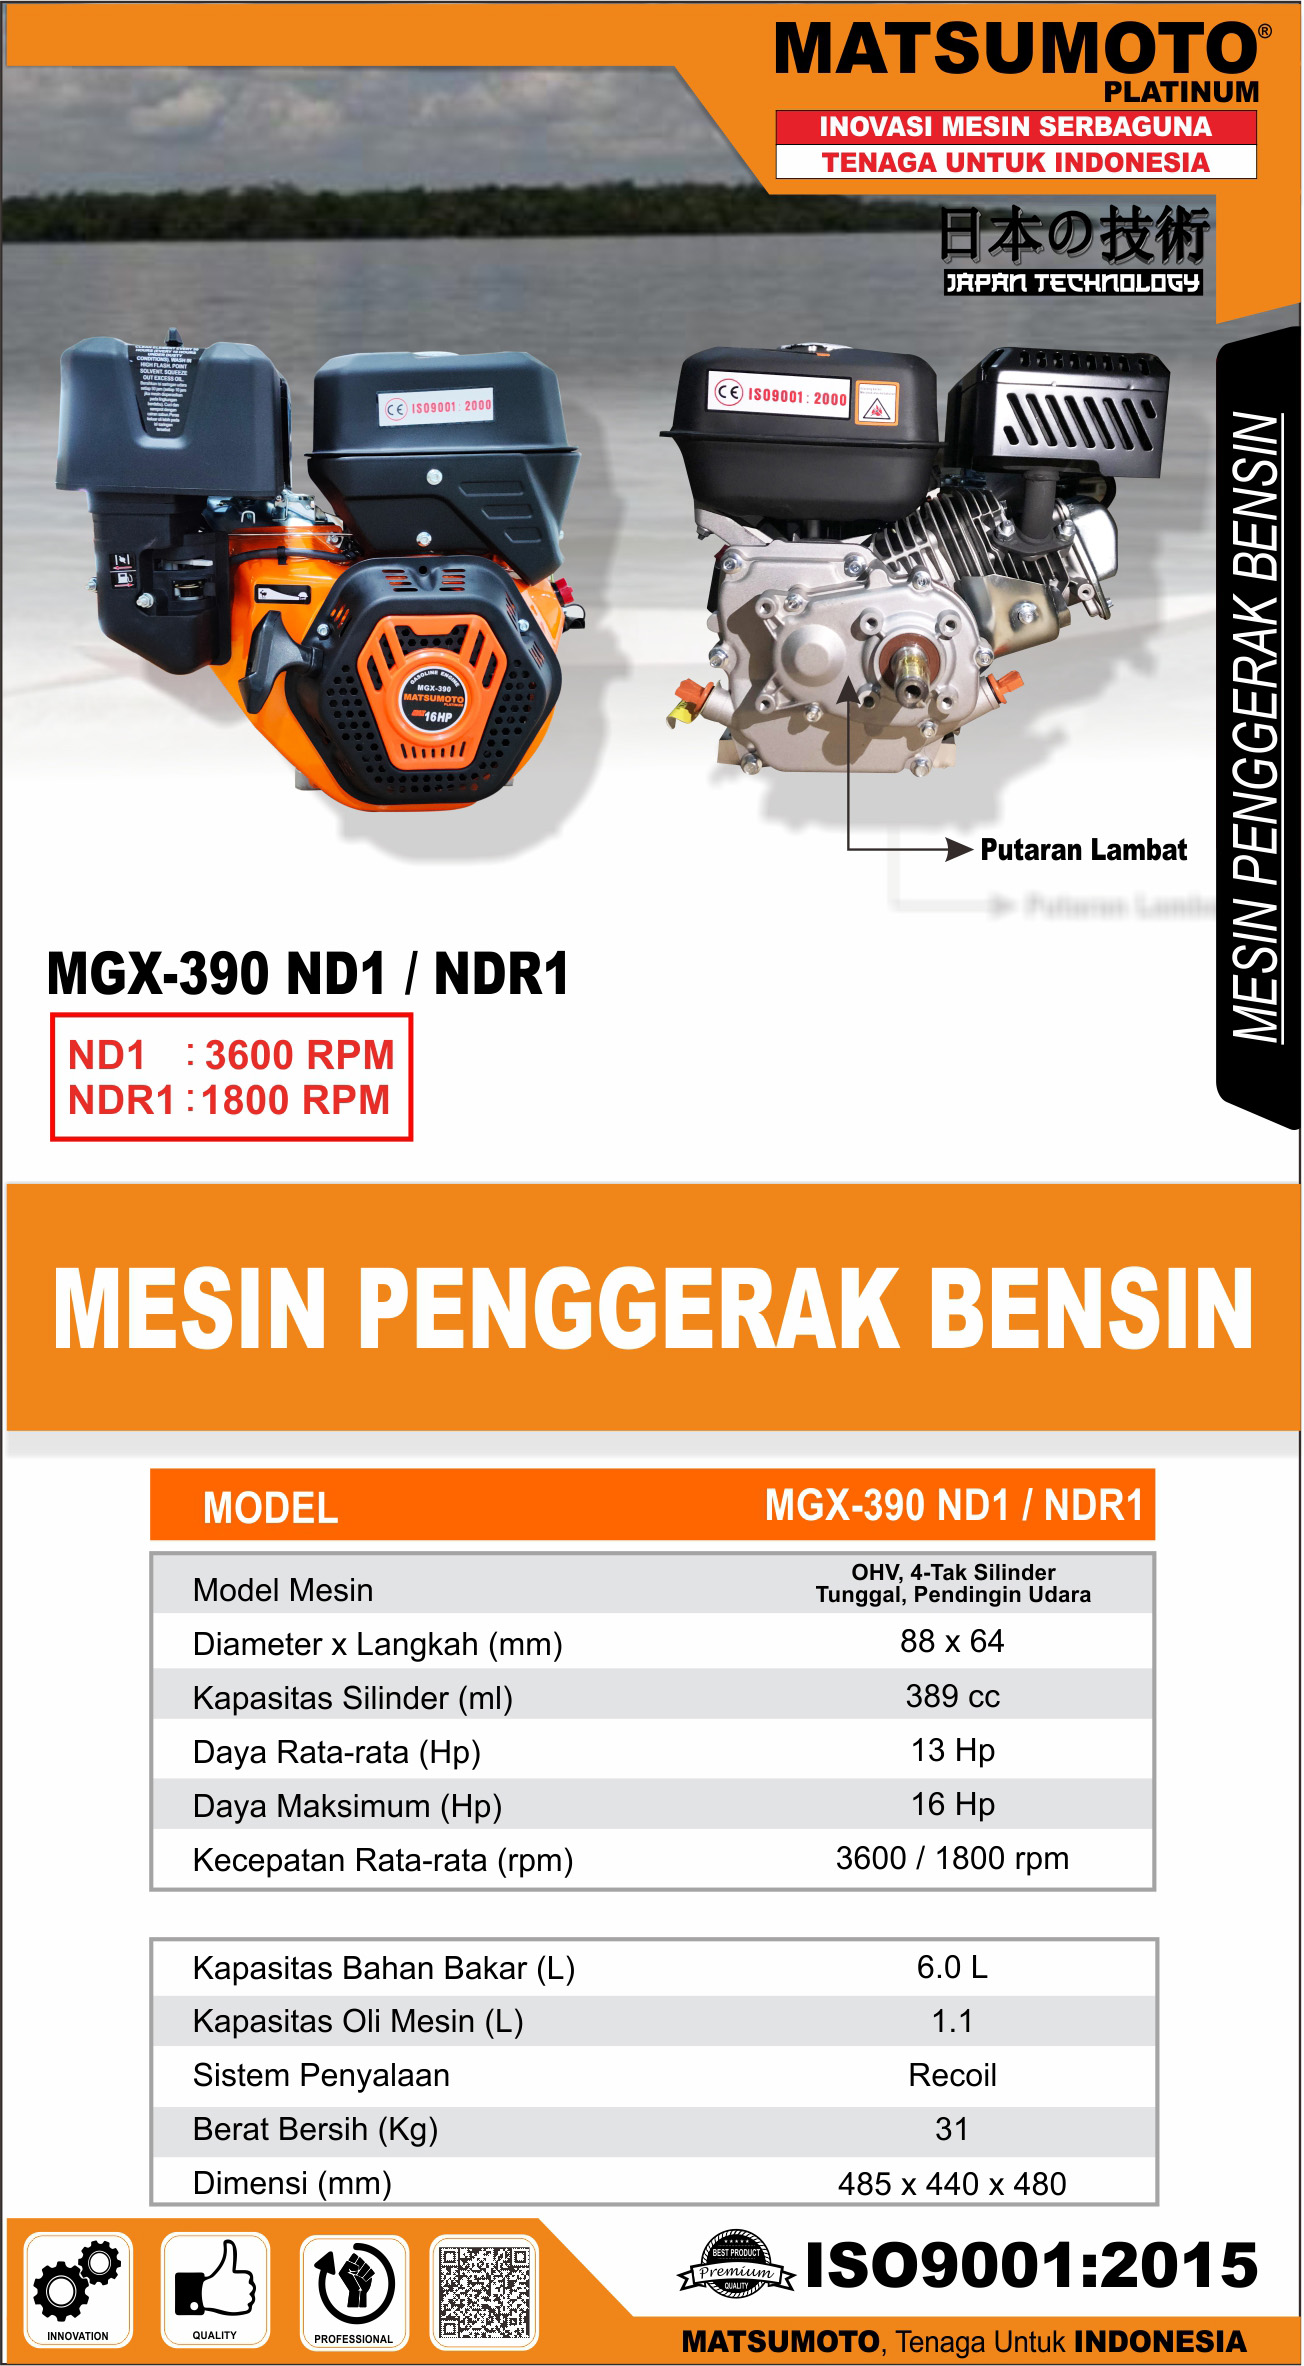 MATSUMOTO®
PLATINUM
INOVASI MESIN SERBAGUNA
TENAGA UNTUK INDONESIA
日本の技術
JAPAN TECHNOLOGY
CE ISO9001:2000
CE ISO9001:2000
GASOLINE ENGINE
MGX-390
MATSUMOTO
PLATINUM
16HP
Putaran Lambat
MESIN PENGGERAK BENSIN
MGX-390 ND1 / NDR1
ND1 : 3600 RPM
NDR1 : 1800 RPM
MESIN PENGGERAK BENSIN
MODEL MGX-390 ND1 / NDR1
Model Mesin OHV, 4-Tak Silinder
Tunggal, Pendingin Udara
Diameter x Langkah (mm) 88 x 64
Kapasitas Silinder (ml) 389 cc
Daya Rata-rata (Hp) 13 Hp
Daya Maksimum (Hp) 16 Hp
Kecepatan Rata-rata (rpm) 3600 / 1800 rpm
Kapasitas Bahan Bakar (L) 6.0 L
Kapasitas Oli Mesin (L) 1.1
Sistem Penyalaan Recoil
Berat Bersih (Kg) 31
Dimensi (mm) 485 x 440 x 480
INNOVATION
QUALITY
PROFESSIONAL
BEST PRODUCT
Premium
QUALITY
ISO9001:2015
MATSUMOTO, Tenaga Untuk INDONESIA